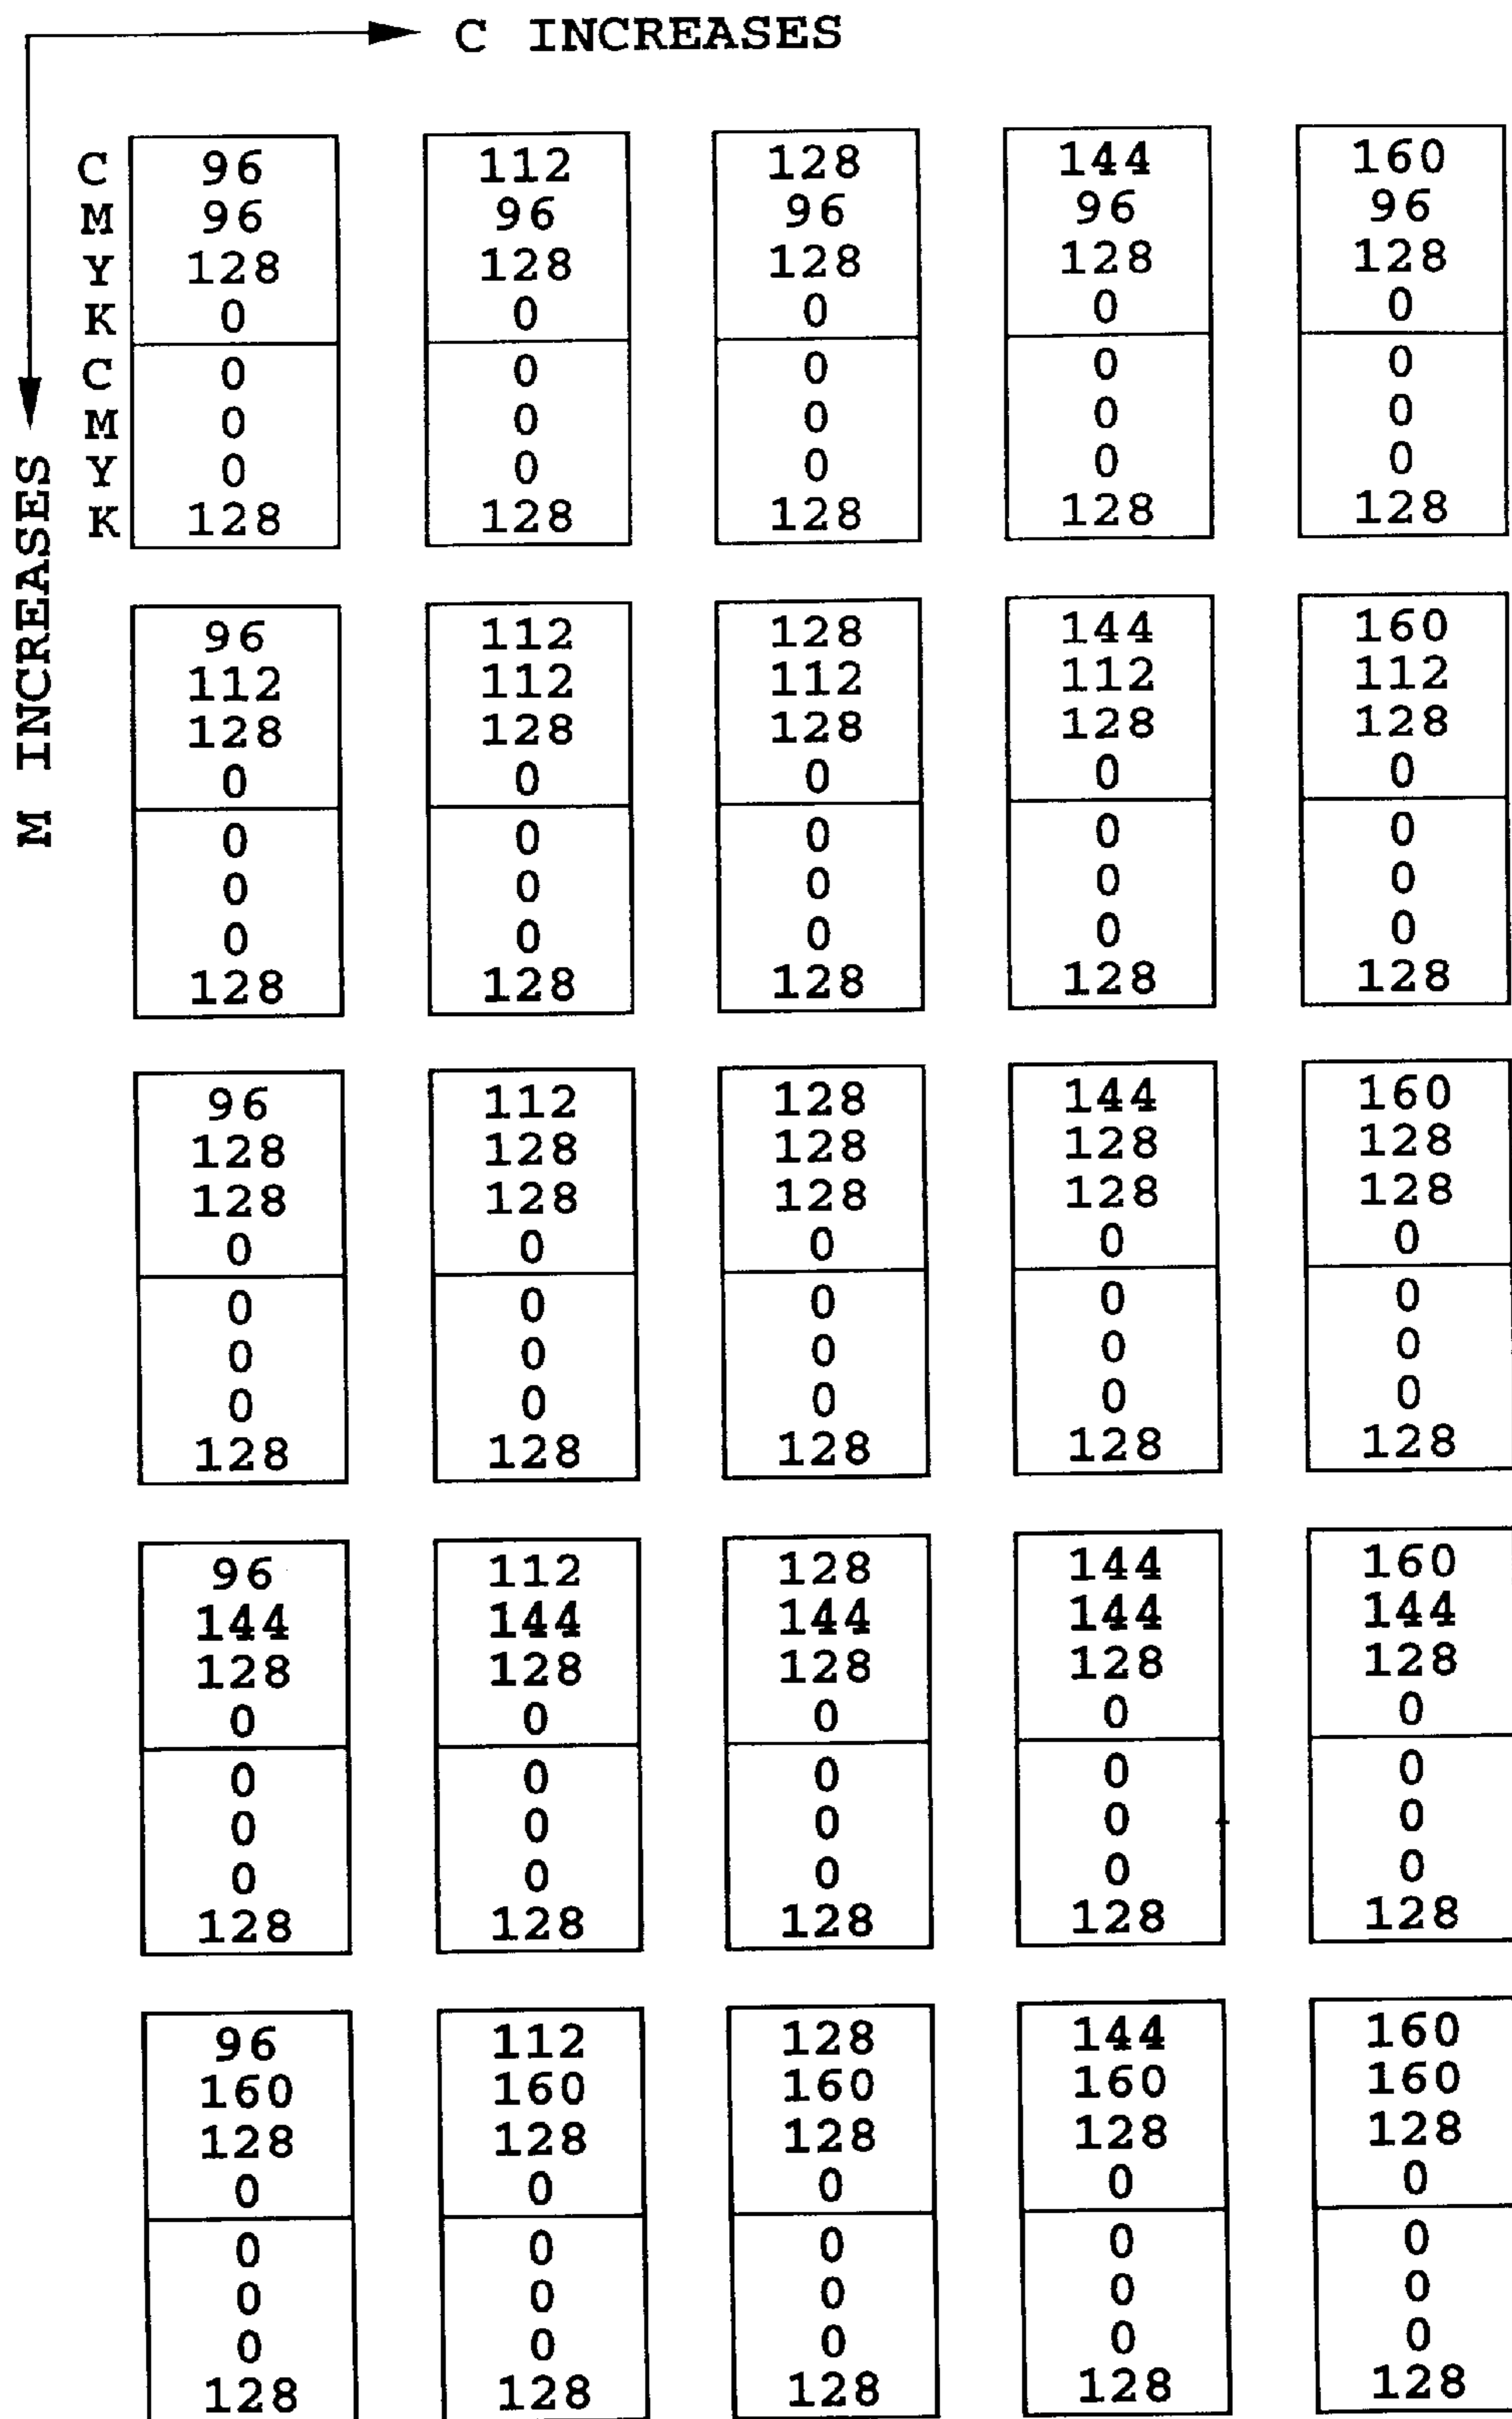 C INCREASES
M INCREASES
C 96 112 128 144 160
M 96 96 96 96 96
Y 128 128 128 128 128
K 0 0 0 0 0
C 0 0 0 0 0
M 0 0 0 0 0
Y 0 0 0 0 0
K 128 128 128 128 128
96 112 128 144 160
112 112 112 112 112
128 128 128 128 128
0 0 0 0 0
0 0 0 0 0
0 0 0 0 0
0 0 0 0 0
128 128 128 128 128
96 112 128 144 160
128 128 128 128 128
128 128 128 128 128
0 0 0 0 0
0 0 0 0 0
0 0 0 0 0
0 0 0 0 0
128 128 128 128 128
96 112 128 144 160
144 144 144 144 144
128 128 128 128 128
0 0 0 0 0
0 0 0 0 0
0 0 0 0 0
0 0 0 0 0
128 128 128 128 128
96 112 128 144 160
160 160 160 160 160
128 128 128 128 128
0 0 0 0 0
0 0 0 0 0
0 0 0 0 0
0 0 0 0 0
128 128 128 128 128